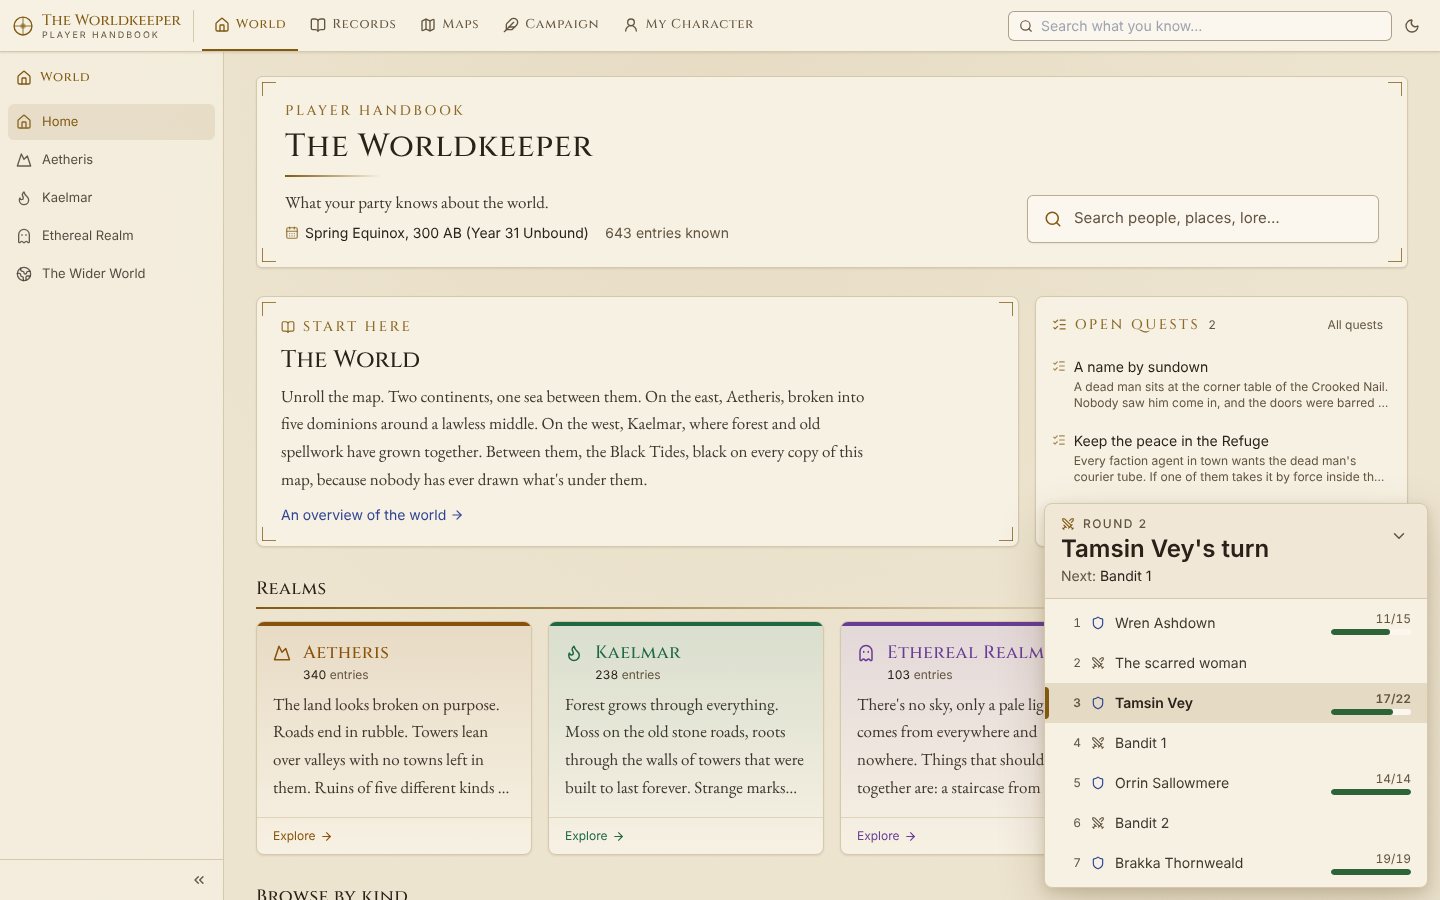 The Worldkeeper
PLAYER HANDBOOK
World
Records
Maps
Campaign
My Character
Search what you know...
World
Home
Aetheris
Kaelmar
Ethereal Realm
The Wider World
PLAYER HANDBOOK
The Worldkeeper
What your party knows about the world.
Spring Equinox, 300 AB (Year 31 Unbound) 643 entries known
Search people, places, lore...
START HERE
The World
Unroll the map. Two continents, one sea between them. On the east, Aetheris, broken into
five dominions around a lawless middle. On the west, Kaelmar, where forest and old
spellwork have grown together. Between them, the Black Tides, black on every copy of this
map, because nobody has ever drawn what's under them.
An overview of the world →
OPEN QUESTS 2
All quests
A name by sundown
A dead man sits at the corner table of the Crooked Nail.
Nobody saw him come in, and the doors were barred ...
Keep the peace in the Refuge
Every faction agent in town wants the dead man's
courier tube. If one of them takes it by force inside th...
Realms
Aetheris
340 entries
The land looks broken on purpose.
Roads end in rubble. Towers lean
over valleys with no towns left in
them. Ruins of five different kinds ...
Explore →
Kaelmar
238 entries
Forest grows through everything.
Moss on the old stone roads, roots
through the walls of towers that were
built to last forever. Strange marks...
Explore →
Ethereal Realm
103 entries
There's no sky, only a pale lig
comes from everywhere and
nowhere. Things that should
together are: a staircase from
Explore →
ROUND 2
Tamsin Vey's turn
Next: Bandit 1
1 Wren Ashdown 11/15
2 The scarred woman
3 Tamsin Vey 17/22
4 Bandit 1
5 Orrin Sallowmere 14/14
6 Bandit 2
7 Brakka Thornweald 19/19
Browse by kind